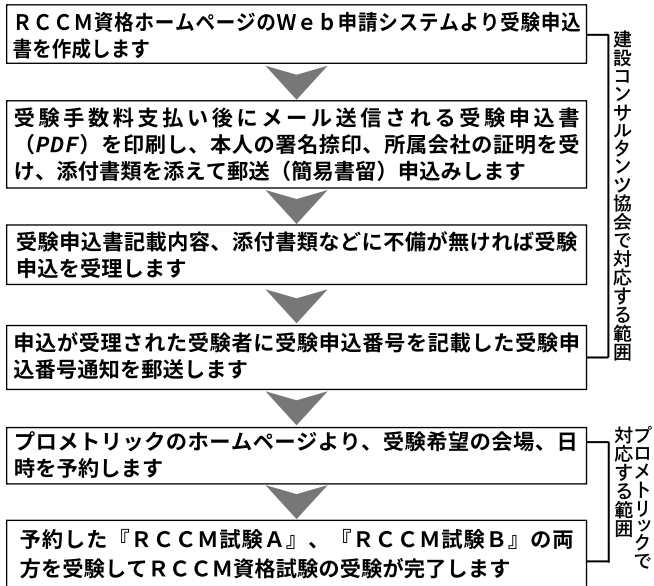 ＲＣＣＭ資格ホームページのＷｅｂ申請システムより受験申込
書を作成します
受験手数料支払い後にメール送信される受験申込書
（PDF）を印刷し、本人の署名捺印、所属会社の証明を受
け、添付書類を添えて郵送（簡易書留）申込みします
受験申込書記載内容、添付書類などに不備が無ければ受験
申込を受理します
申込が受理された受験者に受験申込番号を記載した受験申
込番号通知を郵送します
建設コンサルタンツ協会で対応する範囲
プロメトリックのホームページより、受験希望の会場、日
時を予約します
予約した『ＲＣＣＭ試験Ａ』、『ＲＣＣＭ試験Ｂ』の両
方を受験してＲＣＣＭ資格試験の受験が完了します
プロメトリックで
対応する範囲